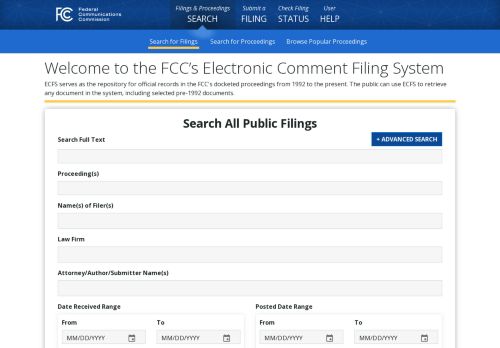 FCC Federal Communications Commission
Filings & Proceedings SEARCH
Submit a FILING
Check Filing STATUS
User HELP
Search for Filings Search for Proceedings Browse Popular Proceedings
Welcome to the FCC’s Electronic Comment Filing System
ECFS serves as the repository for official records in the FCC's docketed proceedings from 1992 to the present. The public can use ECFS to retrieve
any document in the system, including selected pre-1992 documents.
Search All Public Filings
Search Full Text
+ ADVANCED SEARCH
Proceeding(s)
Name(s) of Filer(s)
Law Firm
Attorney/Author/Submitter Name(s)
Date Received Range Posted Date Range
From To From To
MM/DD/YYYY MM/DD/YYYY MM/DD/YYYY MM/DD/YYYY